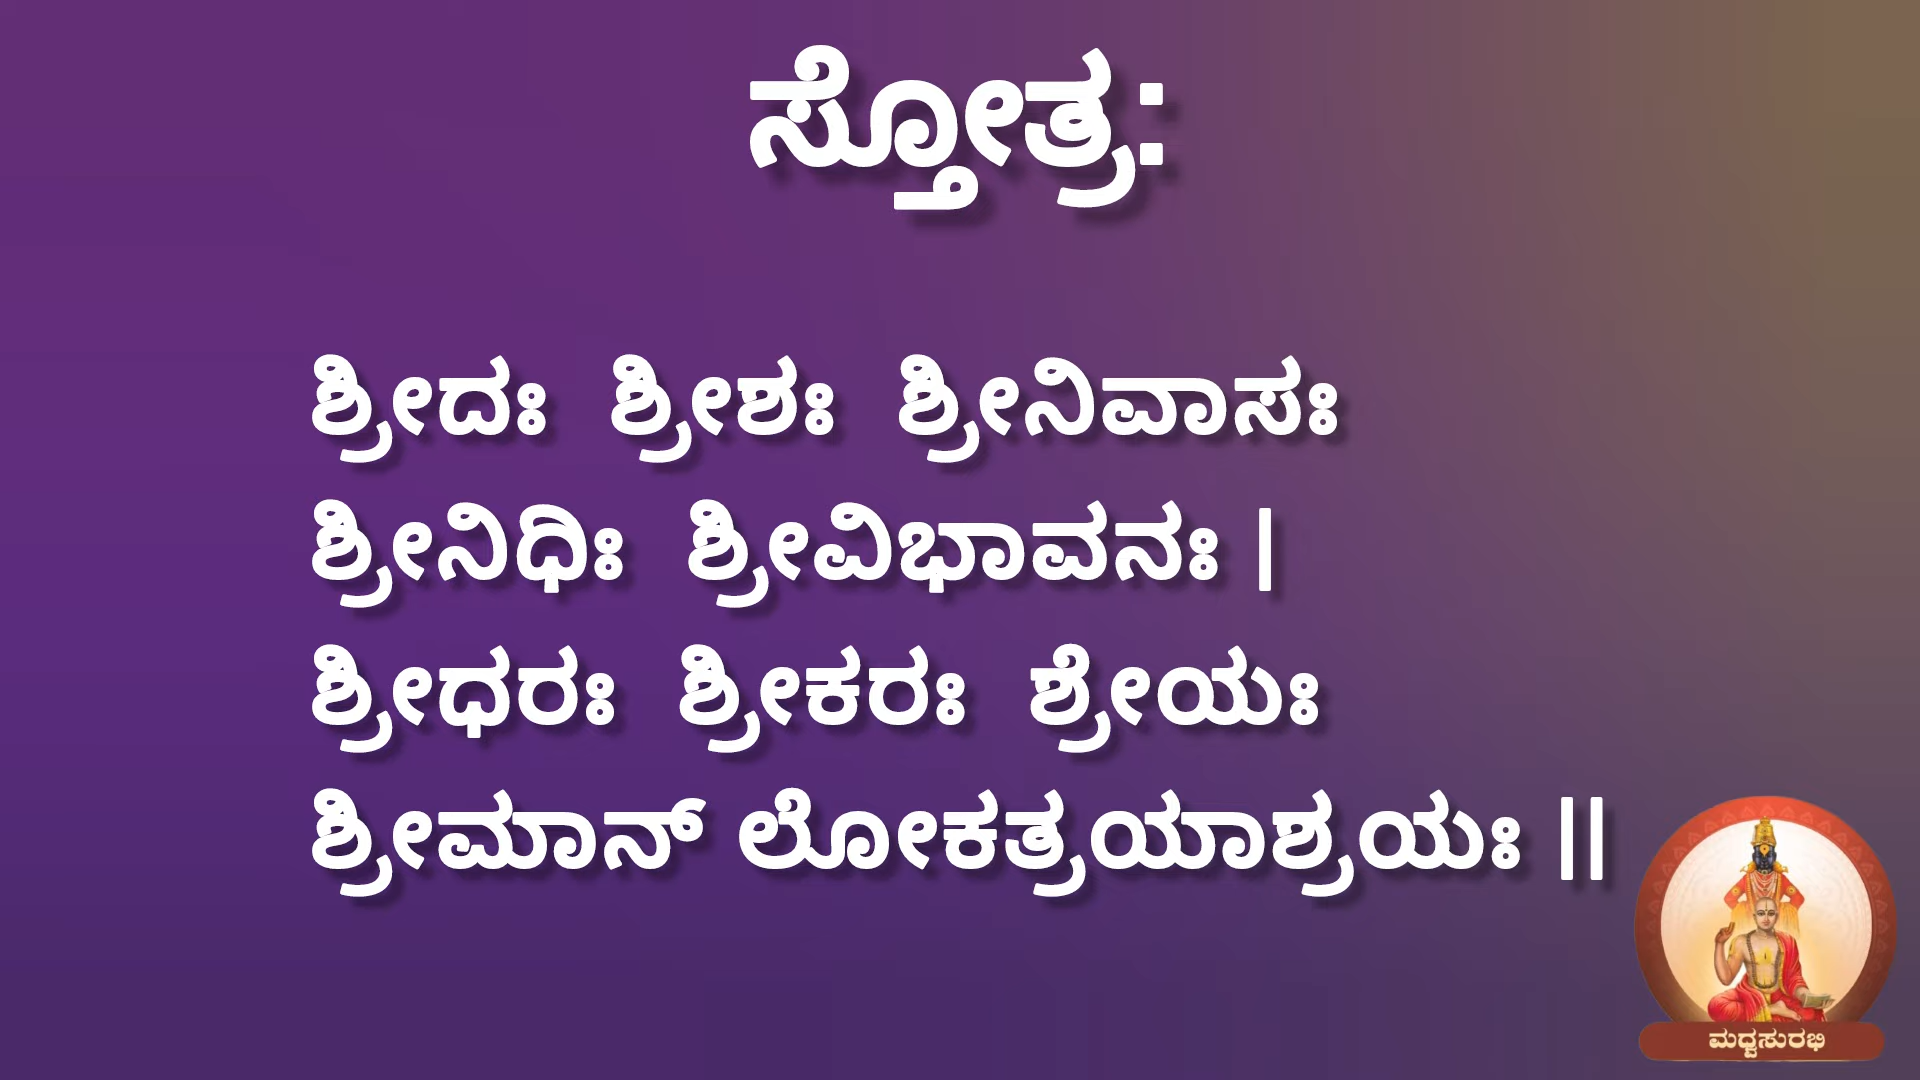 ಸ್ತೋತ್ರ:
ಶ್ರೀದಃ ಶ್ರೀಶಃ ಶ್ರೀನಿವಾಸಃ
ಶ್ರೀನಿಧಿಃ ಶ್ರೀವಿಭಾವನಃ |
ಶ್ರೀಧರಃ ಶ್ರೀಕರಃ ಶ್ರೇಯಃ
ಶ್ರೀಮಾನ್ ಲೋಕತ್ರಯಾಶ್ರಯಃ ||
ಮಧ್ವಸುರಭಿ